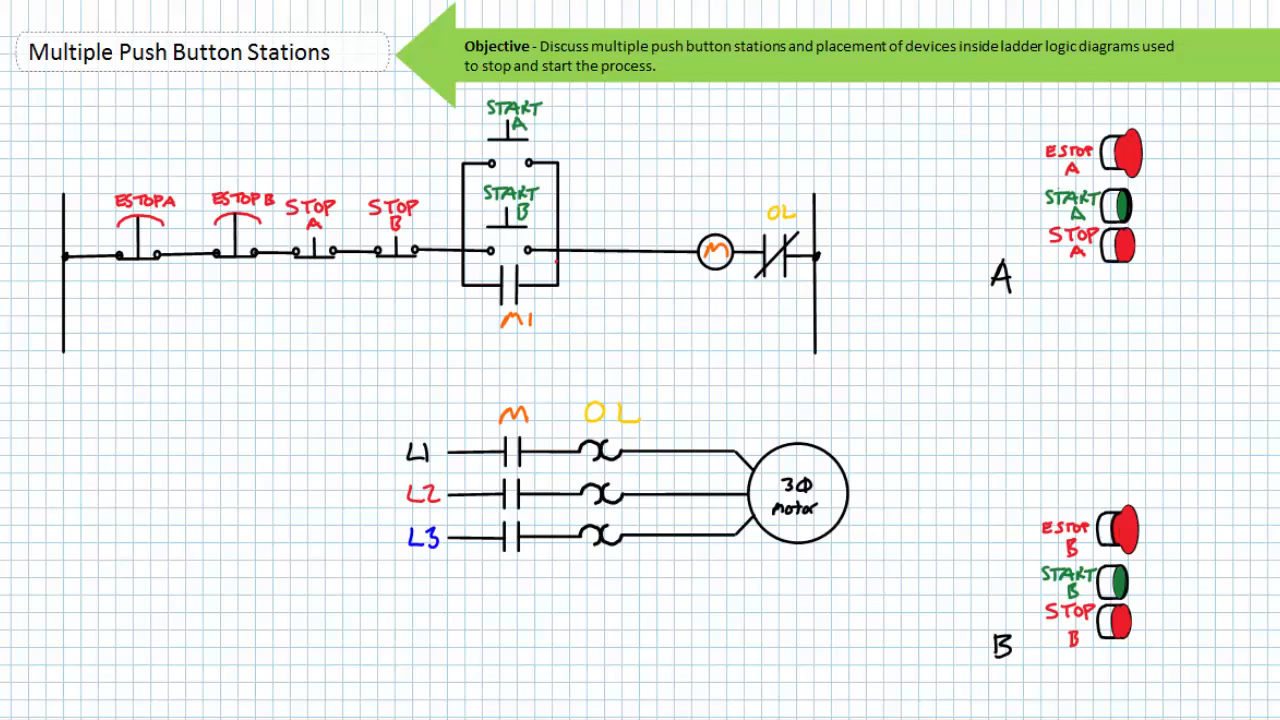 Multiple Push Button Stations
Objective - Discuss multiple push button stations and placement of devices inside ladder logic diagrams used
to stop and start the process.
START
A
ESTOP A
ESTOP B
STOP
A
STOP
B
START
B
M
OL
M1
M
OL
L1
L2
L3
3Φ
motor
ESTOP
A
START
A
STOP
A
A
ESTOP
B
START
B
STOP
B
B